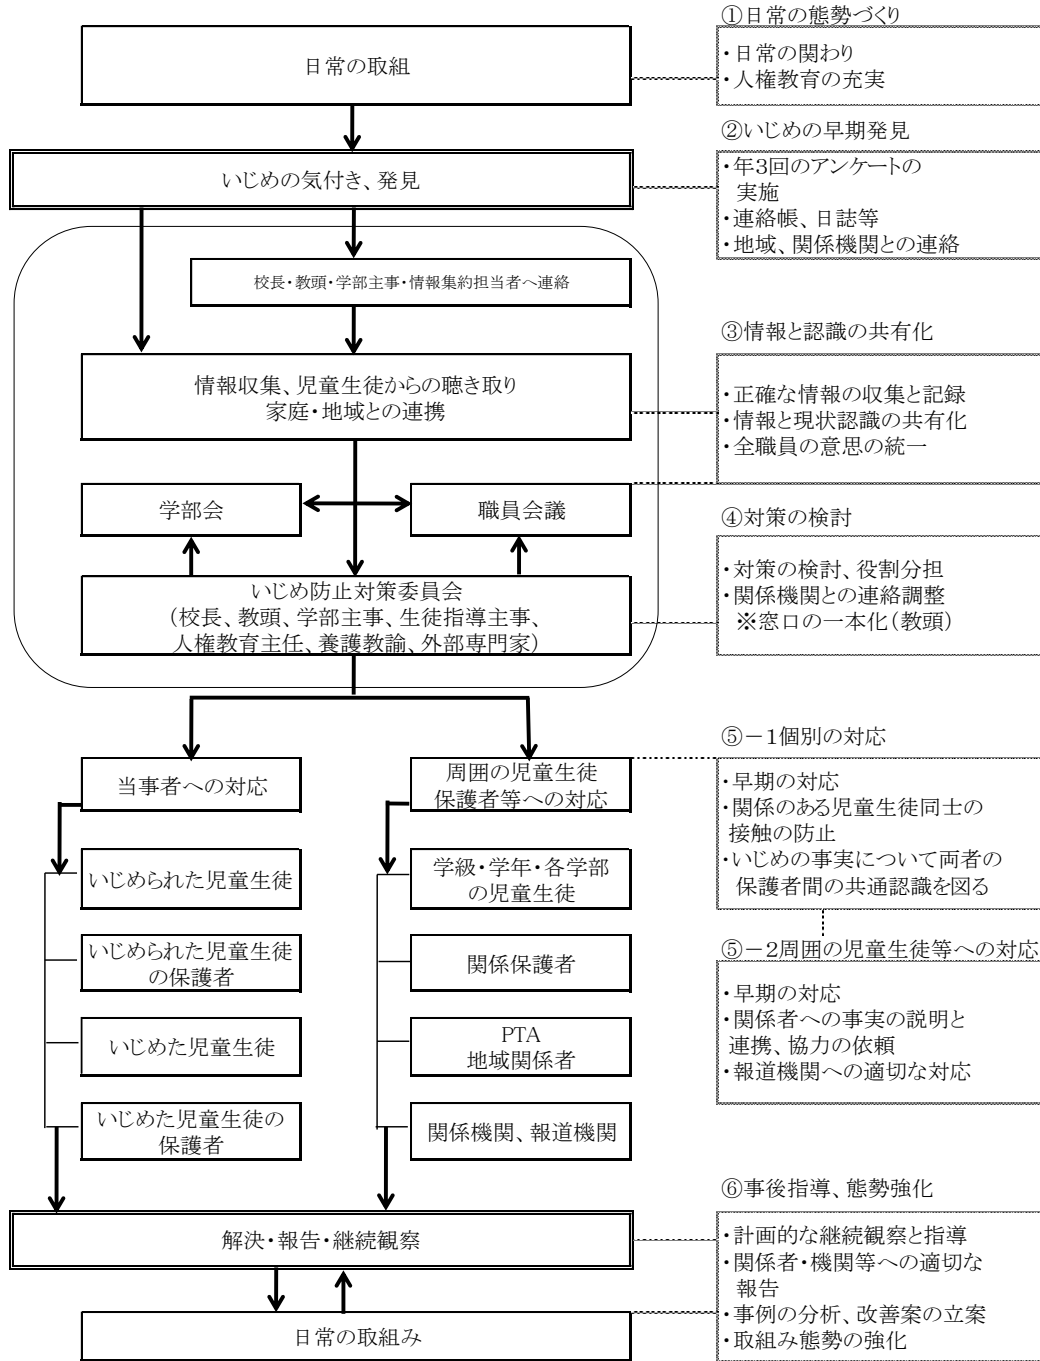 ①日常の態勢づくり
日常の取組
・日常の関わり
・人権教育の充実
②いじめの早期発見
いじめの気付き、発見
・年3回のアンケートの
実施
・連絡帳、日誌等
・地域、関係機関との連絡
校長・教頭・学部主事・情報集約担当者へ連絡
③情報と認識の共有化
情報収集、児童生徒からの聴き取り
家庭・地域との連携
・正確な情報の収集と記録
・情報と現状認識の共有化
・全職員の意思の統一
学部会
職員会議
④対策の検討
いじめ防止対策委員会
(校長、教頭、学部主事、生徒指導主事、
人権教育主任、養護教諭、外部専門家)
・対策の検討、役割分担
・関係機関との連絡調整
※窓口の一本化(教頭)
⑤－1個別の対応
当事者への対応
周囲の児童生徒
保護者等への対応
・早期の対応
・関係のある児童生徒同士の
接触の防止
・いじめの事実について両者の
保護者間の共通認識を図る
いじめられた児童生徒
学級・学年・各学部
の児童生徒
いじめられた児童生徒
の保護者
関係保護者
⑤－2周囲の児童生徒等への対応
・早期の対応
・関係者への事実の説明と
連携、協力の依頼
・報道機関への適切な対応
いじめた児童生徒
PTA
地域関係者
いじめた児童生徒の
保護者
関係機関、報道機関
⑥事後指導、態勢強化
解決・報告・継続観察
・計画的な継続観察と指導
・関係者・機関等への適切な
報告
・事例の分析、改善案の立案
・取組み態勢の強化
日常の取組み